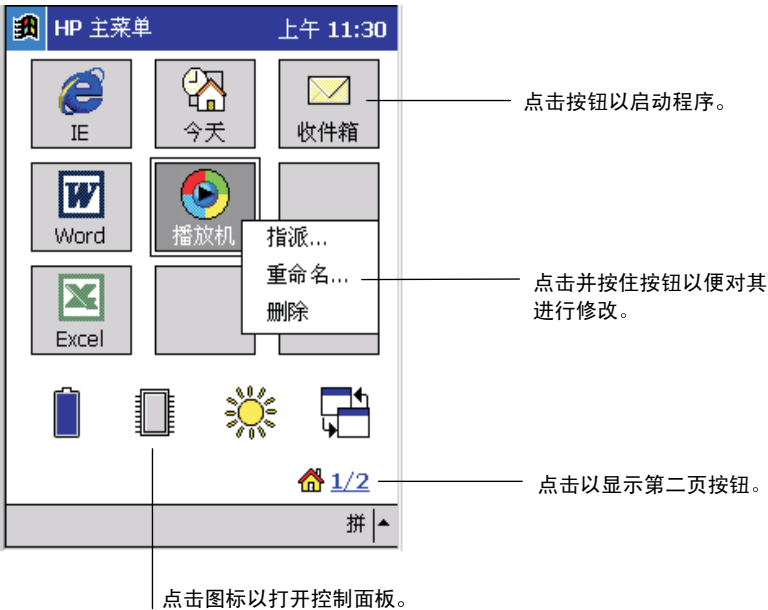 HP 主菜单 上午 11:30
IE 今天 收件箱
点击按钮以启动程序。
Word 播放机
指派...
重命名...
删除
点击并按住按钮以便对其
进行修改。
Excel
1/2
点击以显示第二页按钮。
拼
点击图标以打开控制面板。